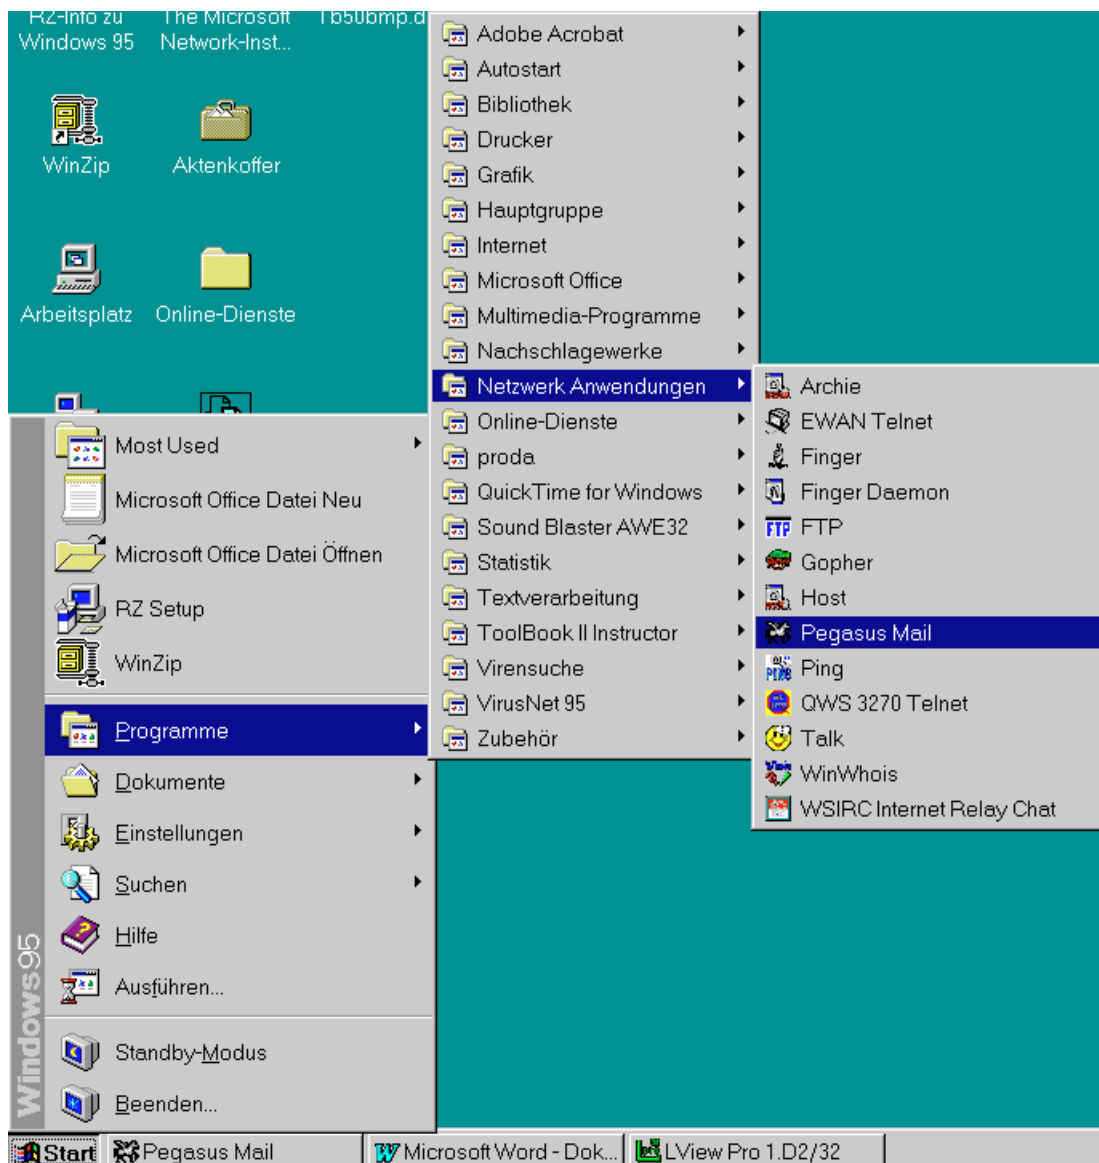 RZ-Info zu
Windows 95
The Microsoft
Network-Inst...
Tb50bmp.d
WinZip
Aktenkoffer
Arbeitsplatz
Online-Dienste
Adobe Acrobat
Autostart
Bibliothek
Drucker
Grafik
Hauptgruppe
Internet
Microsoft Office
Multimedia-Programme
Nachschlagewerke
Netzwerk Anwendungen
Online-Dienste
proda
QuickTime for Windows
Sound Blaster AWE32
Statistik
Textverarbeitung
ToolBook II Instructor
Virensuche
VirusNet 95
Zubehör
Archie
EWAN Telnet
Finger
Finger Daemon
FTP FTP
Gopher
Host
Pegasus Mail
Ping
QWS 3270 Telnet
Talk
WinWhois
WSIRC Internet Relay Chat
Most Used
Microsoft Office Datei Neu
Microsoft Office Datei Öffnen
RZ Setup
WinZip
Programme
Dokumente
Einstellungen
Suchen
Hilfe
Ausführen...
Standby-Modus
Beenden...
Windows95
Start
Pegasus Mail
Microsoft Word - Dok...
LView Pro 1.D2/32